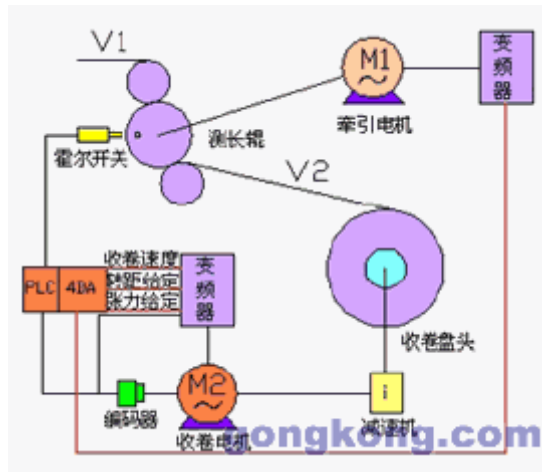 V1
M1
变频器
牵引电机
测长辊
霍尔开关
V2
收卷速度
转距给定
张力给定
变频器
PLC
4DA
收卷盘头
M2
i
编码器
收卷电机
减速机
gongkong.com